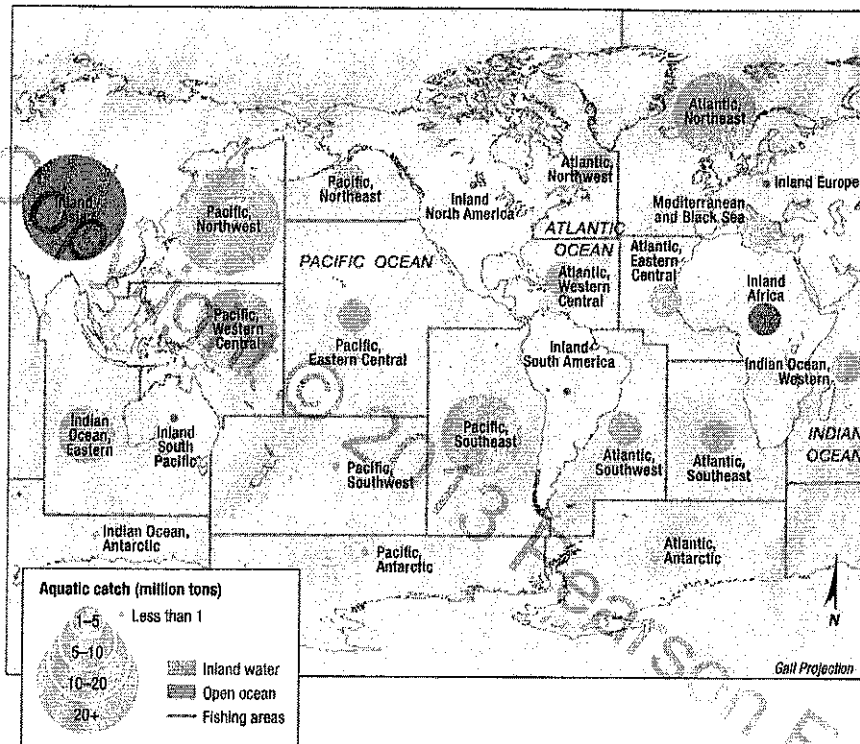 Atlantic,
Northeast
Inland
Asia
Pacific,
Northwest
Pacific,
Northeast
Inland
North America
Atlantic,
Northwest
Inland Europe
Mediterranean
and Black Sea
ATLANTIC
OCEAN
PACIFIC OCEAN
Atlantic,
Western
Central
Atlantic,
Eastern
Central
Inland
Africa
Pacific,
Western
Central
Pacific,
Eastern Central
Inland
South America
Indian Ocean,
Western
Indian
Ocean,
Eastern
Inland
South
Pacific
Pacific,
Southwest
Pacific,
Southeast
Atlantic,
Southwest
Atlantic,
Southeast
INDIAN
OCEAN
Indian Ocean,
Antarctic
Pacific,
Antarctic
Atlantic,
Antarctic
Aquatic catch (million tons)
Less than 1
1–5
5–10
10–20
20+
Inland water
Open ocean
Fishing areas
N
Gall Projection
© 2013 Pearson